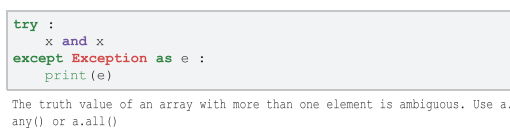 try :
    x and x
except Exception as e :
    print(e)
The truth value of an array with more than one element is ambiguous. Use a.
any() or a.all()